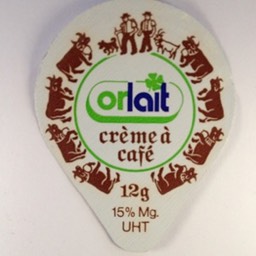 orlait
crème à
café
12g
15% Mg.
UHT